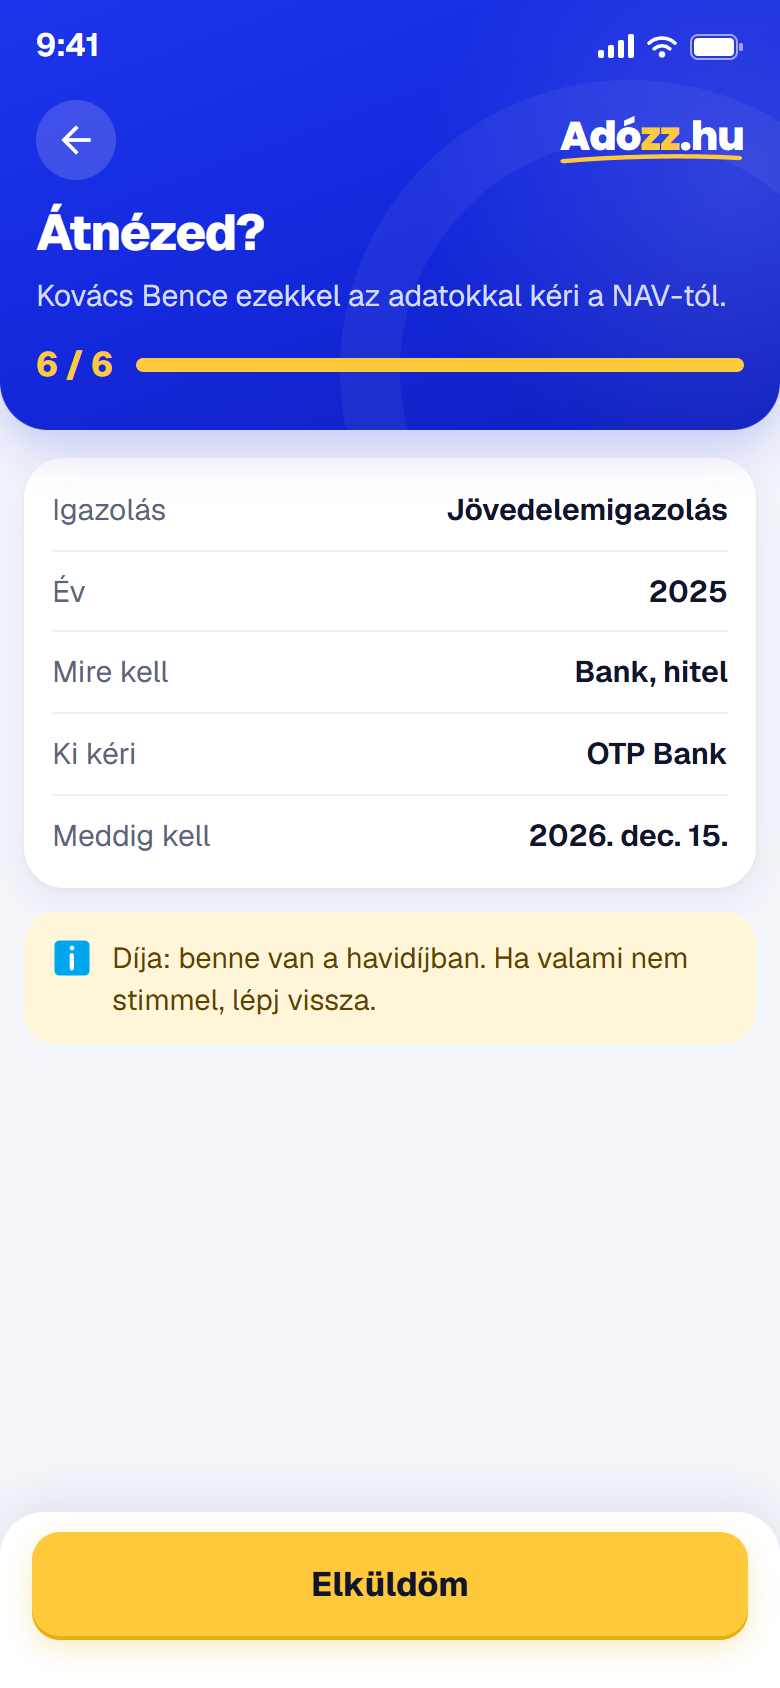 9:41
Adózz.hu
Átnézed?
Kovács Bence ezekkel az adatokkal kéri a NAV-tól.
6 / 6
Igazolás Jövedelemigazolás
Év 2025
Mire kell Bank, hitel
Ki kéri OTP Bank
Meddig kell 2026. dec. 15.
Díja: benne van a havidíjban. Ha valami nem
stimmel, lépj vissza.
Elküldöm